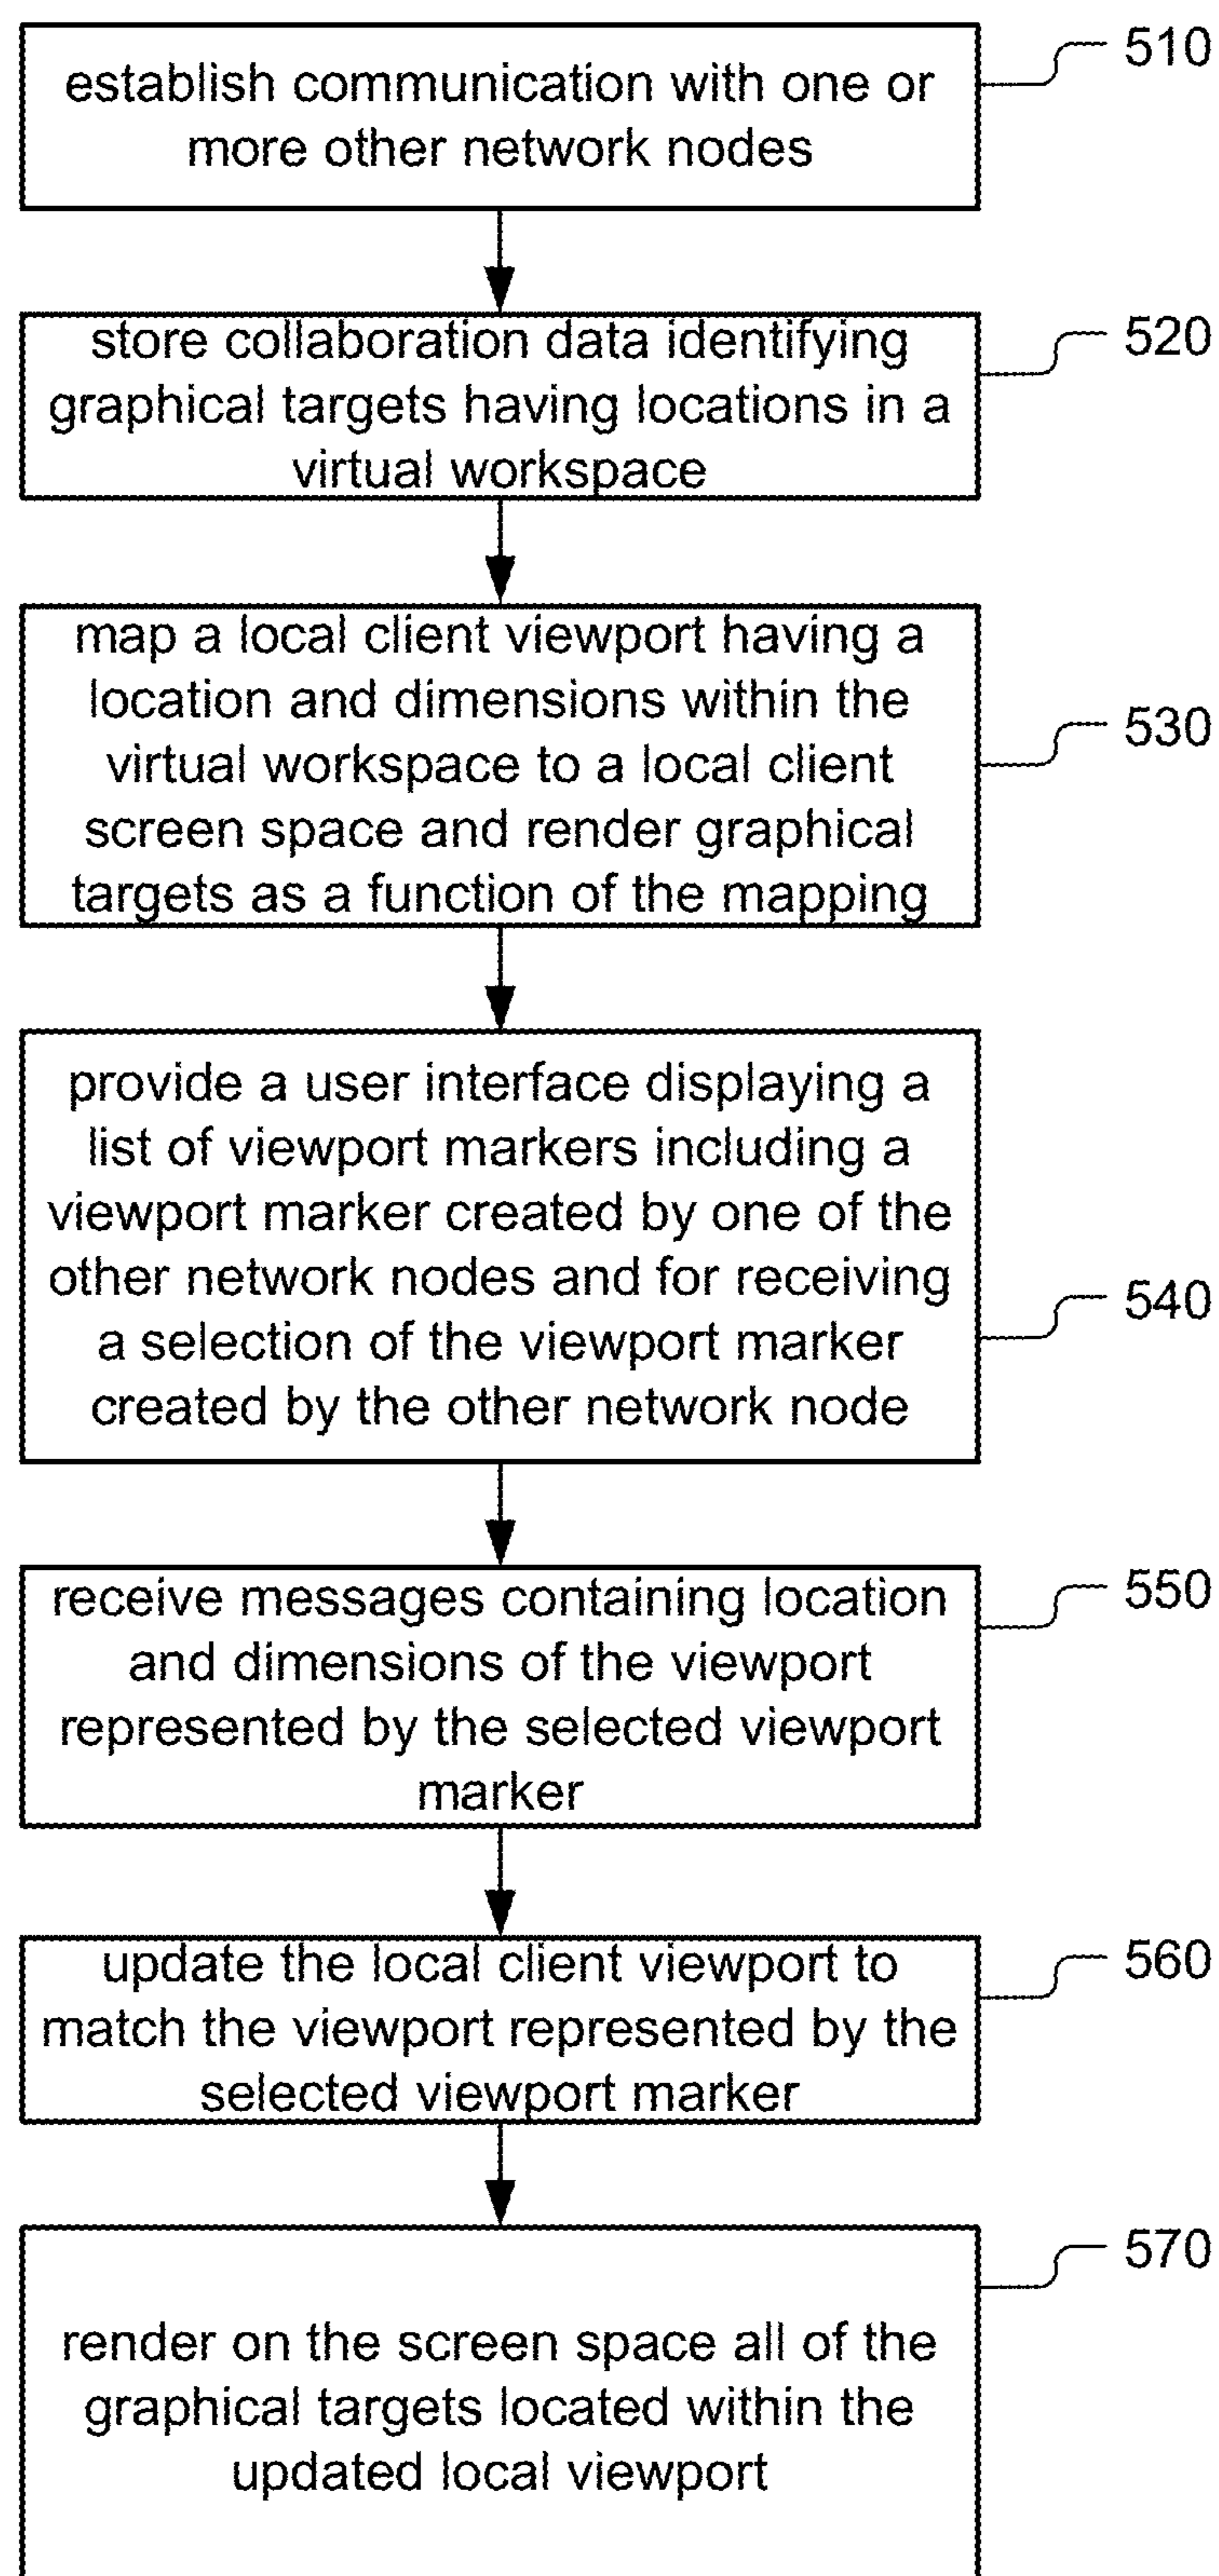 establish communication with one or
more other network nodes
510
store collaboration data identifying
graphical targets having locations in a
virtual workspace
520
map a local client viewport having a
location and dimensions within the
virtual workspace to a local client
screen space and render graphical
targets as a function of the mapping
530
provide a user interface displaying a
list of viewport markers including a
viewport marker created by one of the
other network nodes and for receiving
a selection of the viewport marker
created by the other network node
540
receive messages containing location
and dimensions of the viewport
represented by the selected viewport
marker
550
update the local client viewport to
match the viewport represented by the
selected viewport marker
560
render on the screen space all of the
graphical targets located within the
updated local viewport
570